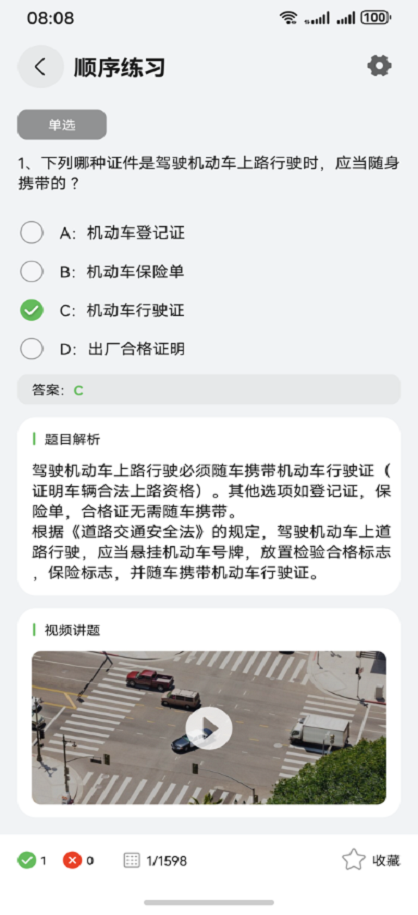 08:08
100
顺序练习
单选
1、下列哪种证件是驾驶机动车上路行驶时，应当随身
携带的？
A：机动车登记证
B：机动车保险单
C：机动车行驶证
D：出厂合格证明
答案：C
题目解析
驾驶机动车上路行驶必须随车携带机动车行驶证（
证明车辆合法上路资格）。其他选项如登记证，保
险单，合格证无需随车携带。
根据《道路交通安全法》的规定，驾驶机动车上道
路行驶，应当悬挂机动车号牌，放置检验合格标志
，保险标志，并随车携带机动车行驶证。
视频讲题
1 0 1/1598 收藏